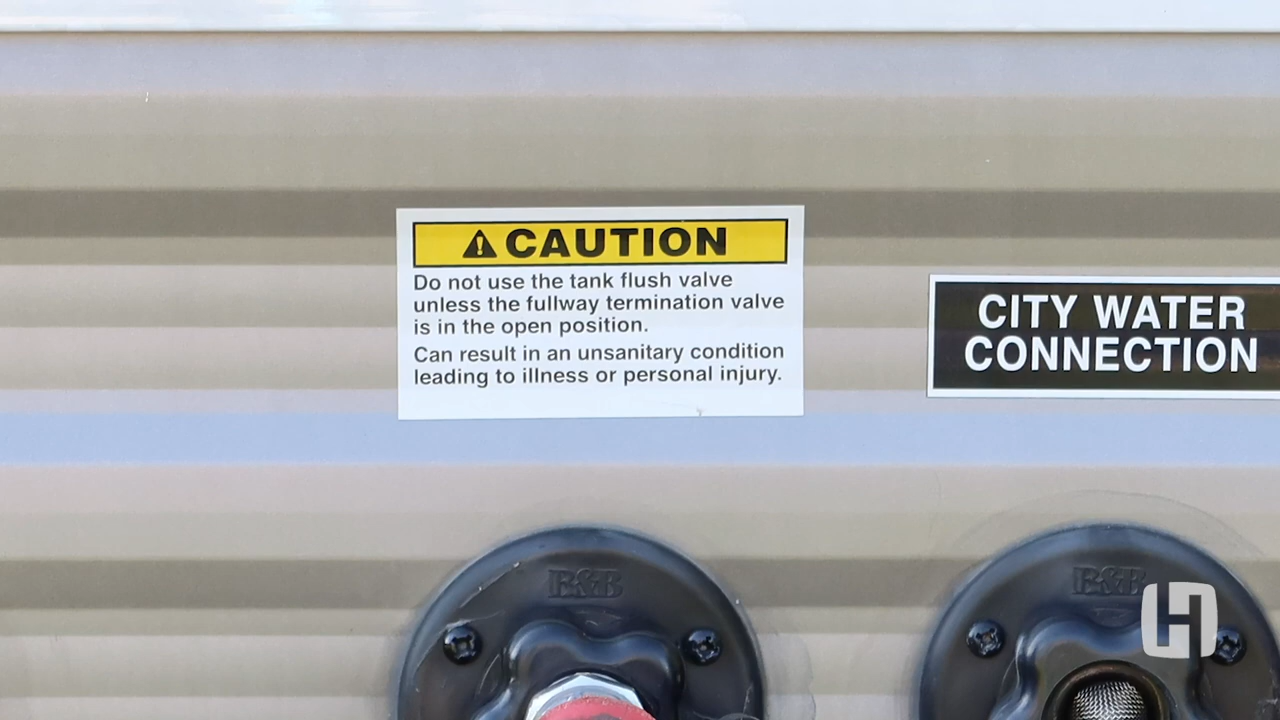 CAUTION
Do not use the tank flush valve
unless the fullway termination valve
is in the open position.
Can result in an unsanitary condition
leading to illness or personal injury.
CITY WATER
CONNECTION
B&B
B&B